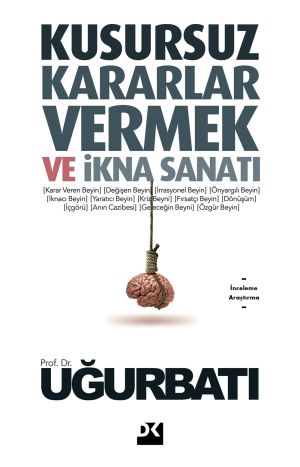 KUSURSUZ
KARARLAR
VERMEK
VE İKNA SANATI
[Karar Veren Beyin] [Değişen Beyin] [İrrasyonel Beyin] [Önyargılı Beyin]
[İknacı Beyin] [Yaratıcı Beyin] [Kriz Beyni] [Fırsatçı Beyin] [Dönüşüm]
[İçgörü] [Anın Cazibesi] [Geleceğin Beyni] [Özgür Beyin]
İnceleme
Araştırma
Prof. Dr.
UĞURBATI
DK